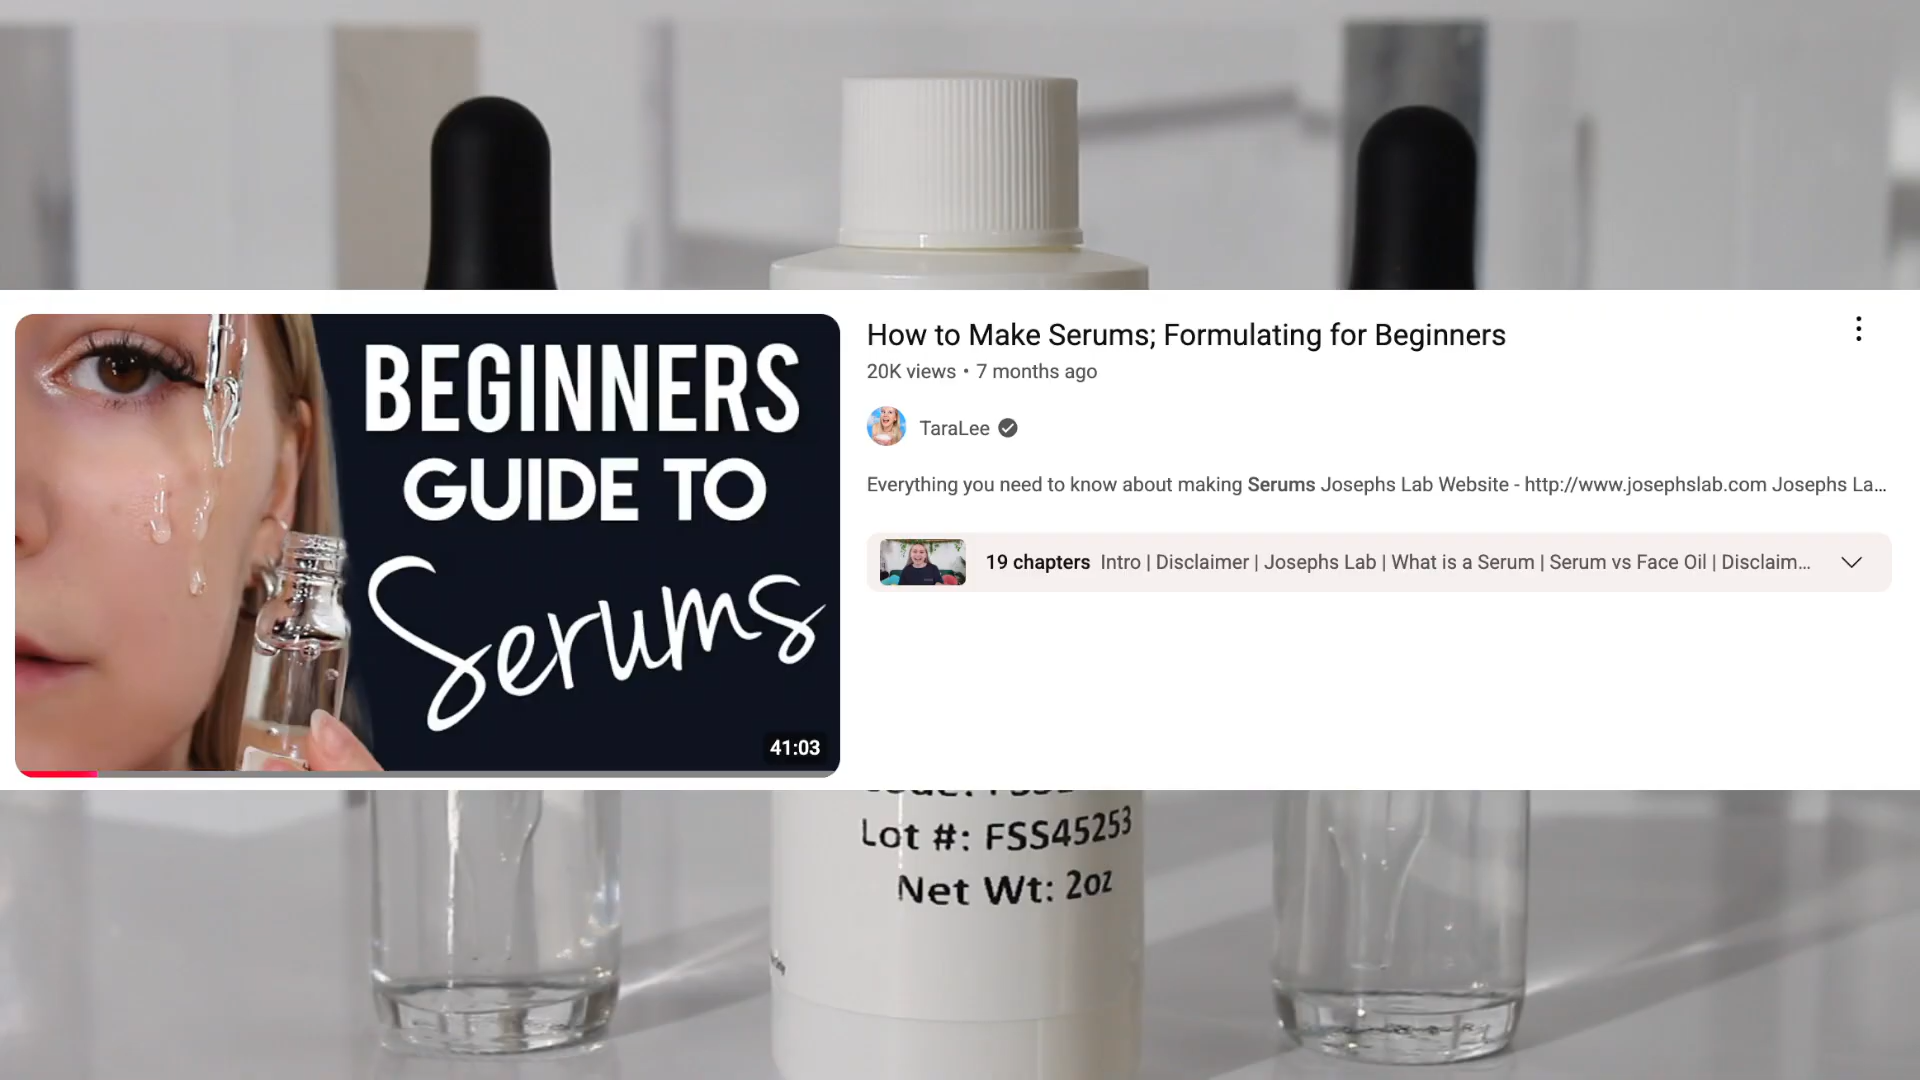 BEGINNERS
GUIDE TO
Serums
41:03
How to Make Serums; Formulating for Beginners
20K views • 7 months ago
TaraLee
Everything you need to know about making Serums Josephs Lab Website - http://www.josephslab.com Josephs La...
19 chapters Intro | Disclaimer | Josephs Lab | What is a Serum | Serum vs Face Oil | Disclaim...
Lot #: FSS45253
Net Wt: 2oz